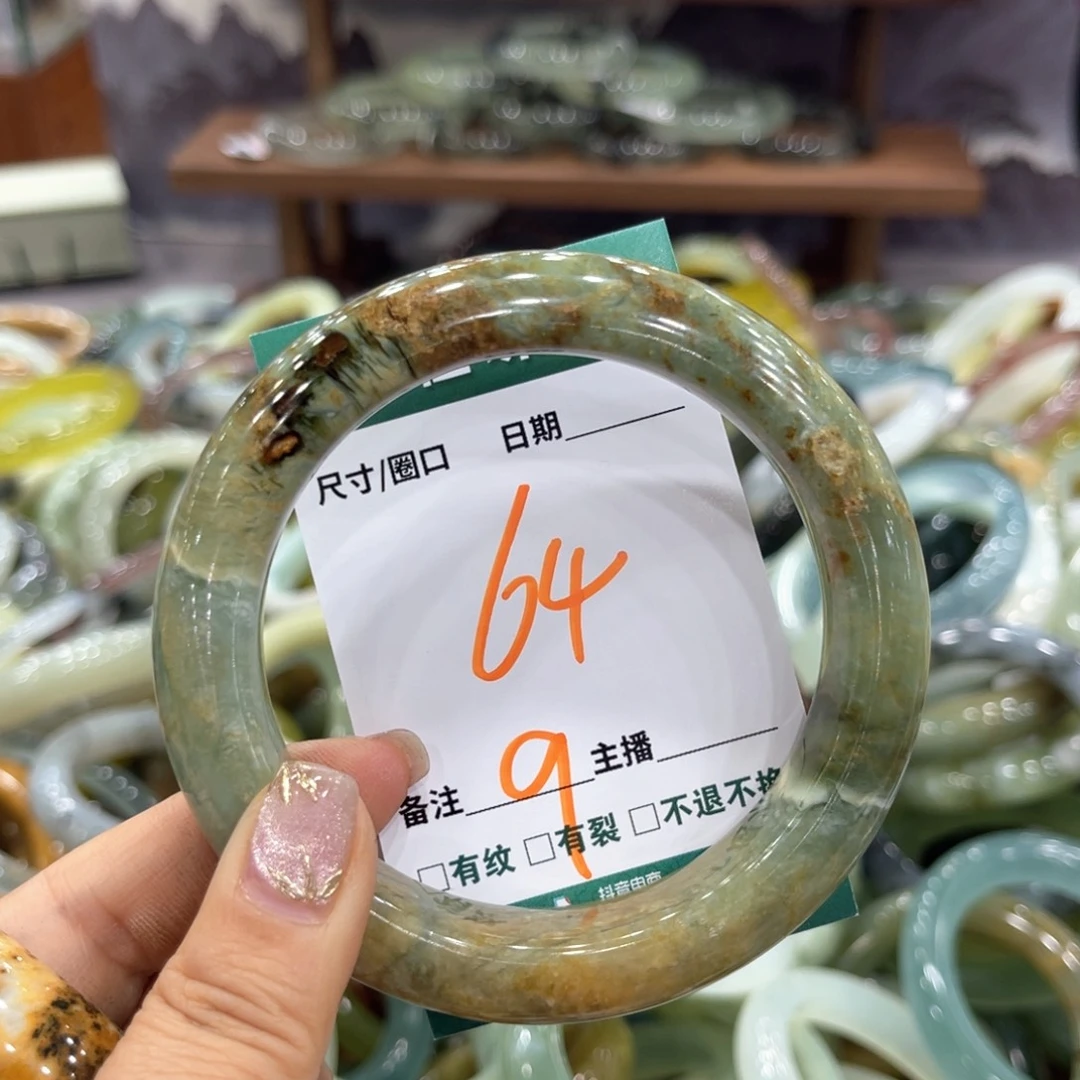 尺寸/圈口 日期
64
9
备注 主播
□有纹 □有裂 □不退不换
抖音电商